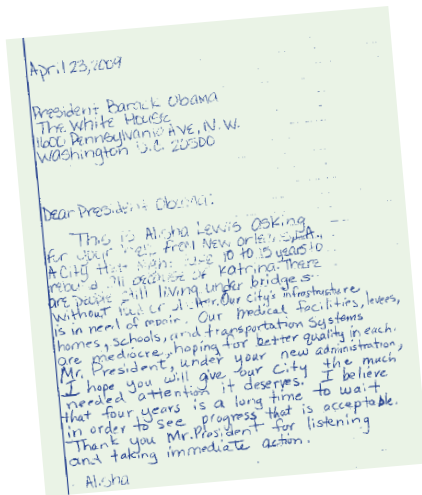 April 23, 2009
President Barack Obama
The White House
1600 Pennsylvania AVE, N.W.
Washington D.C. 20500
Dear President Obama:
This is Alisha Lewis asking
for your help from New orleans, LA.,
A City that might take 10 to 15 years to
rebuild all because of Katrina. There
are people still living under bridges
without food or shelter. Our city's infrastructure
is in need of repair. Our medical facilities, levees,
homes, schools, and transportation systems
are mediocre, hoping for better quality in each.
Mr. President, under your new administration,
I hope you will give our city the much
needed attention it deserves. I believe
that four years is a long time to wait
in order to see progress that is acceptable.
Thank you Mr. President for listening
and taking immediate action.
Alisha